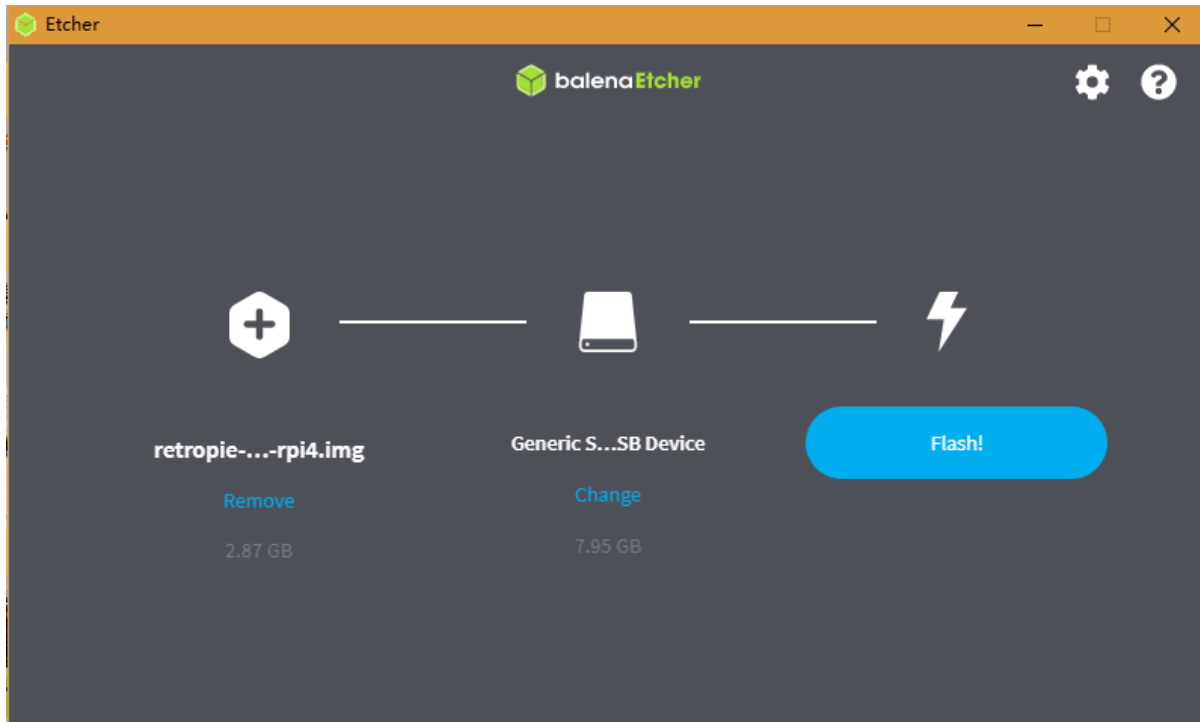 Etcher
balenaEtcher
retropie-...-rpi4.img
Remove
2.87 GB
Generic S...SB Device
Change
7.95 GB
Flash!